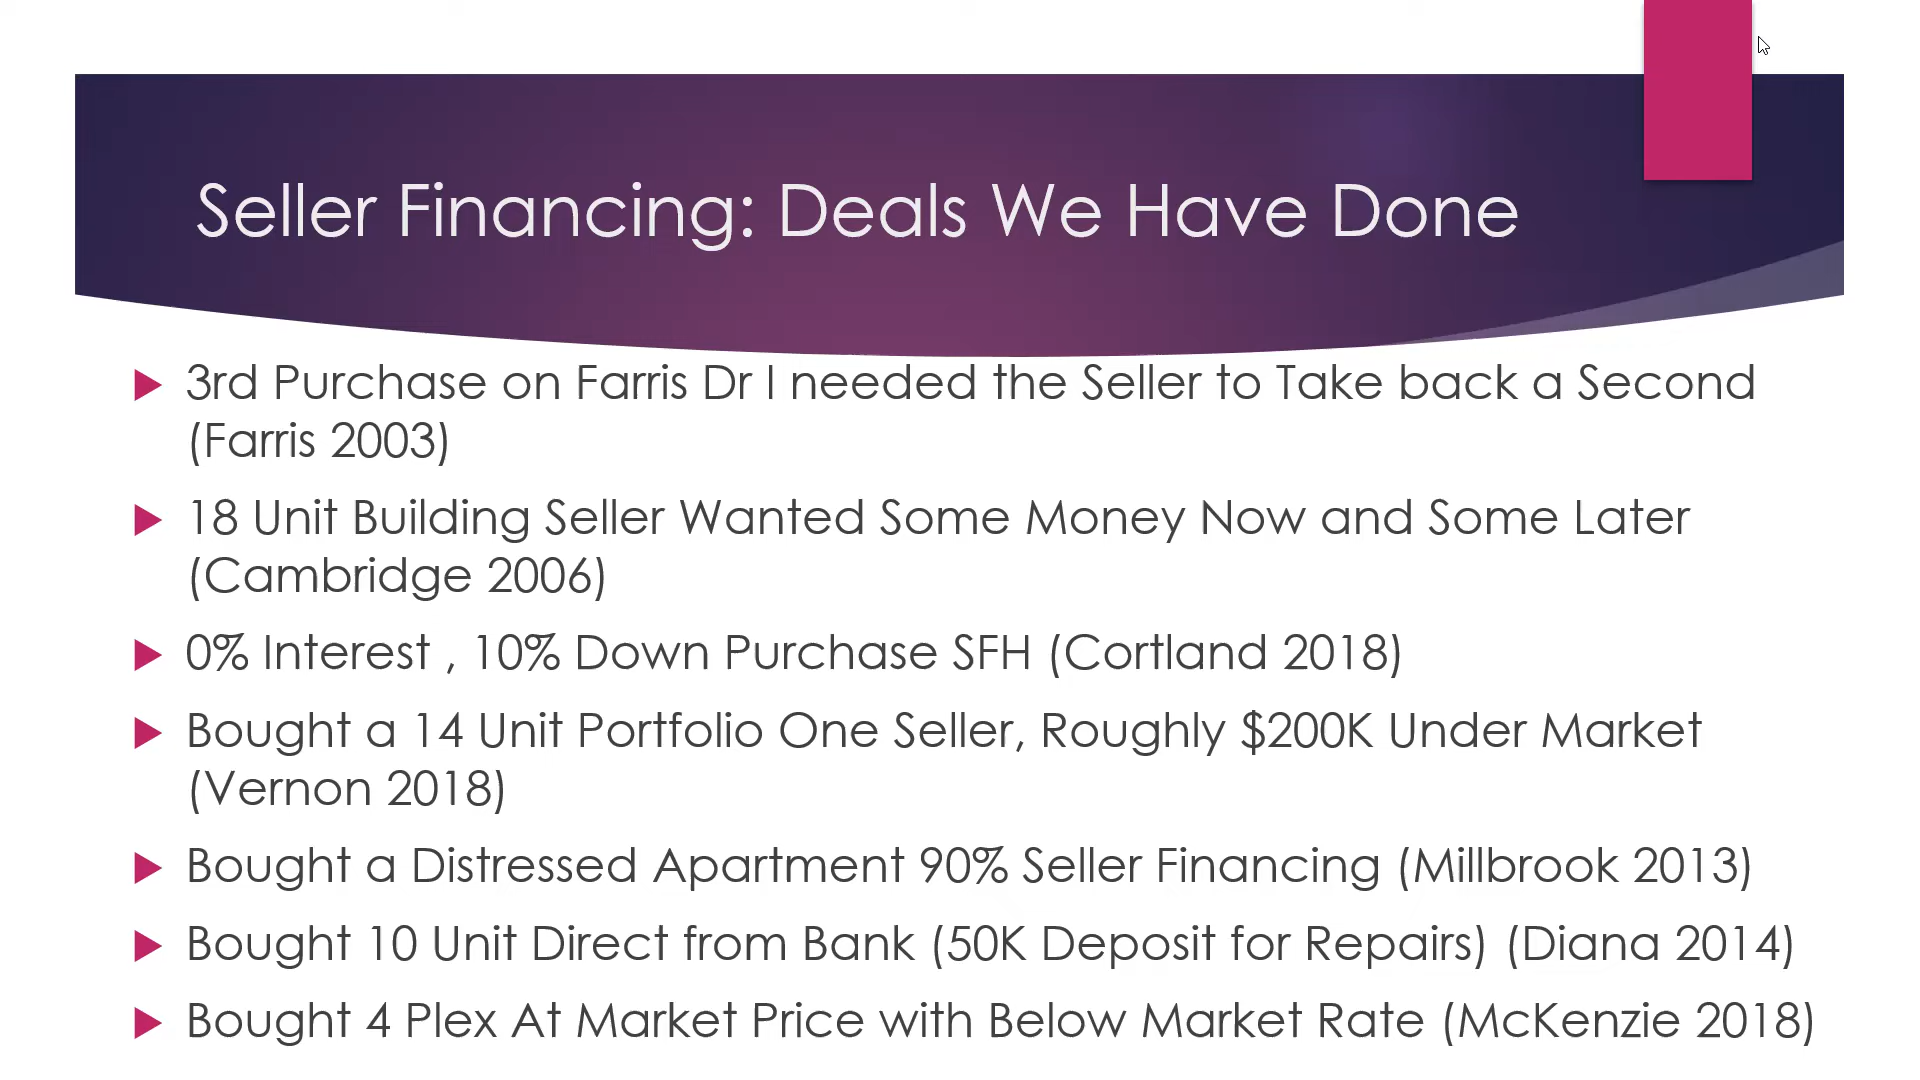 Seller Financing: Deals We Have Done
3rd Purchase on Farris Dr I needed the Seller to Take back a Second
(Farris 2003)
18 Unit Building Seller Wanted Some Money Now and Some Later
(Cambridge 2006)
0% Interest , 10% Down Purchase SFH (Cortland 2018)
Bought a 14 Unit Portfolio One Seller, Roughly $200K Under Market
(Vernon 2018)
Bought a Distressed Apartment 90% Seller Financing (Millbrook 2013)
Bought 10 Unit Direct from Bank (50K Deposit for Repairs) (Diana 2014)
Bought 4 Plex At Market Price with Below Market Rate (McKenzie 2018)